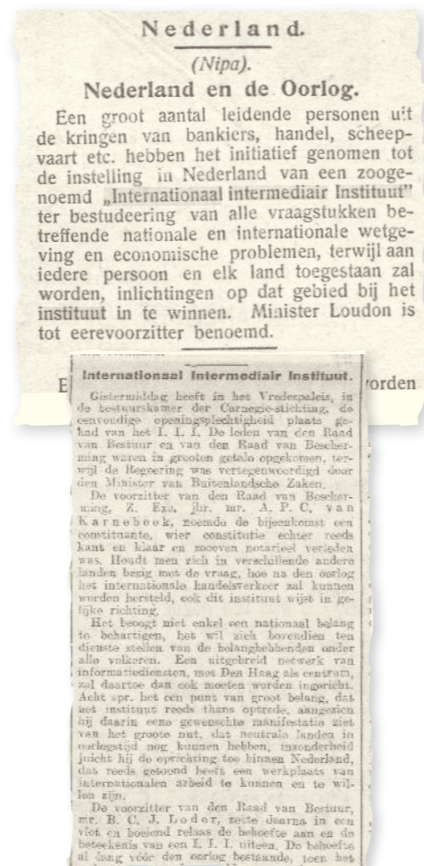 Nederland.
(Nipa).
Nederland en de Oorlog.
Een groot aantal leidende personen uit
de kringen van bankiers, handel, scheep-
vaart etc. hebben het initiatief genomen tot
de instelling in Nederland van een zooge-
noemd „Internationaal intermediair Instituut”
ter bestudeering van alle vraagstukken be-
treffende nationale en internationale wetge-
ving en economische problemen, terwijl aan
iedere persoon en elk land toegestaan zal
worden, inlichtingen op dat gebied bij het
instituut in te winnen. Minister Loudon is
tot eerevoorzitter benoemd.
E
vorden
Internationaal Intermediair Instituut.
Gistermiddag heeft in het Vredespaleis, in
de bestuurskamer der Carnegie-stichting, de
eenvoudige openingsplechtigheid plaats ge-
had van het I. I. I. De leden van den Raad
van Bestuur en van den Raad van Bescher-
ming waren in grooten getale opgekomen, ter-
wijl de Regeering was vertegenwoordigd door
den Minister van Buitenlandsche Zaken.
De voorzitter van den Raad van Bescher-
ming, Z. Exc. jhr. mr. A. P. C. van
Karnebeek, noemde de bijeenkomst een
constituante, wier constitutie echter reeds
kant en klaar en zooeven notarieel verleden
was. Houdt men zich in verschillende andere
landen bezig met de vraag, hoe na den oorlog
het internationale handelsverkeer zal kunnen
worden hersteld, ook dit instituut wijst in ge-
lijke richting.
Het beoogt niet enkel een nationaal belang
te behartigen, het wil zich bovendien ten
dienste stellen van de belanghebbenden onder
alle volkeren. Een uitgebreid netwerk van
informatiediensten, met Den Haag als centrum,
zal daartoe dan ook moeten worden ingericht.
Acht spr. het een punt van groot belang, dat
het instituut reeds thans optrede, aangezien
hij daarin eene gewenschte manifestatie ziet
van het groote nut, dat neutrale landen in
oorlogstijd nog kunnen hebben, inzonderheid
juicht hij de oprichting toe binnen Nederland,
dat reeds getoond heeft een werkplaats van
internationalen arbeid te kunnen en te wil-
len zijn.
De voorzitter van den Raad van Bestuur,
mr. B. C. J. Loder, zette daarna in een
vlot en boeiend relaas de behoefte aan en de
beteekenis van een I. I. I. uiteen. De behoefte
al lang vóór den oorlog bestaande, toen het